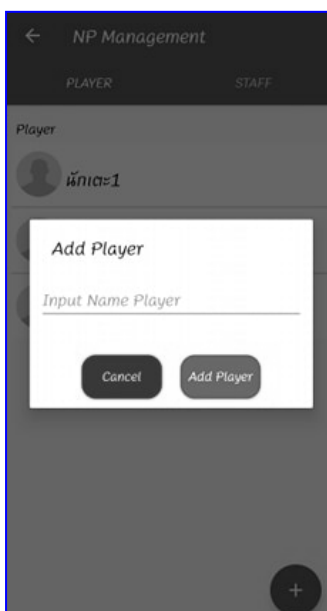 ← NP Management
PLAYER STAFF
Player
นักเตะ1
Add Player
Input Name Player
Cancel Add Player
+